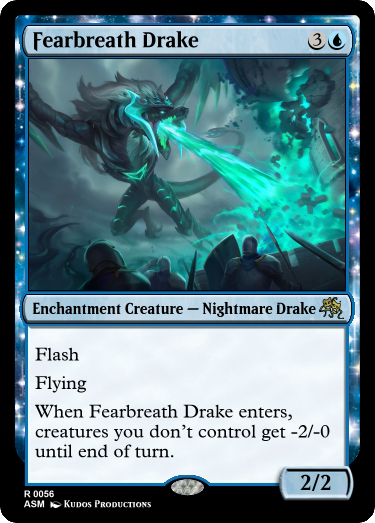 Fearbreath Drake 3
Enchantment Creature — Nightmare Drake
Flash
Flying
When Fearbreath Drake enters,
creatures you don't control get -2/-0
until end of turn.
2/2
R 0056
ASM Kudos Productions